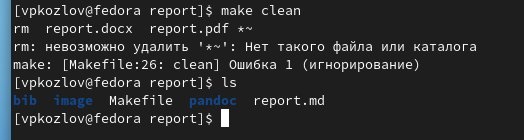 [vpkozlov@fedora report]$ make clean
rm  report.docx  report.pdf *~
rm: невозможно удалить '*~': Нет такого файла или каталога
make: [Makefile:26: clean] Ошибка 1 (игнорирование)
[vpkozlov@fedora report]$ ls
bib  image  Makefile  pandoc  report.md
[vpkozlov@fedora report]$